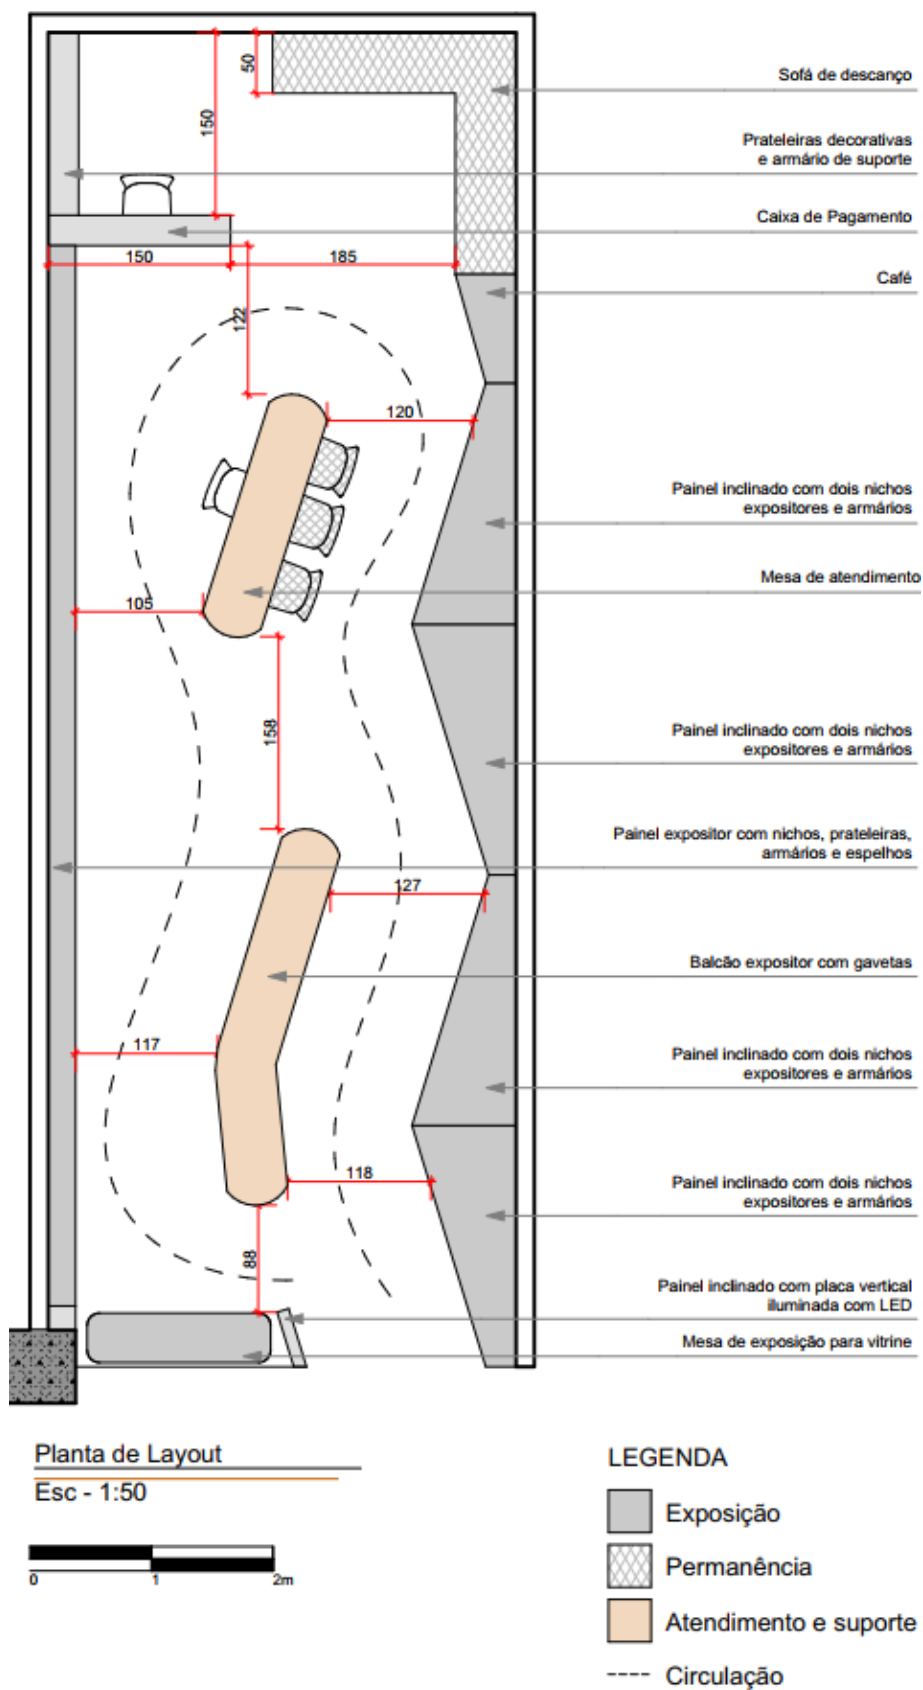 50
Sofá de descanço
150
Prateleiras decorativas
e armário de suporte
Caixa de Pagamento
150
185
Café
122
120
Painel inclinado com dois nichos
expositores e armários
Mesa de atendimento
105
158
Painel inclinado com dois nichos
expositores e armários
Painel expositor com nichos, prateleiras,
armários e espelhos
127
Balcão expositor com gavetas
117
Painel inclinado com dois nichos
expositores e armários
118
Painel inclinado com dois nichos
expositores e armários
88
Painel inclinado com placa vertical
iluminada com LED
Mesa de exposição para vitrine
Planta de Layout
Esc - 1:50
0 1 2m
LEGENDA
Exposição
Permanência
Atendimento e suporte
Circulação